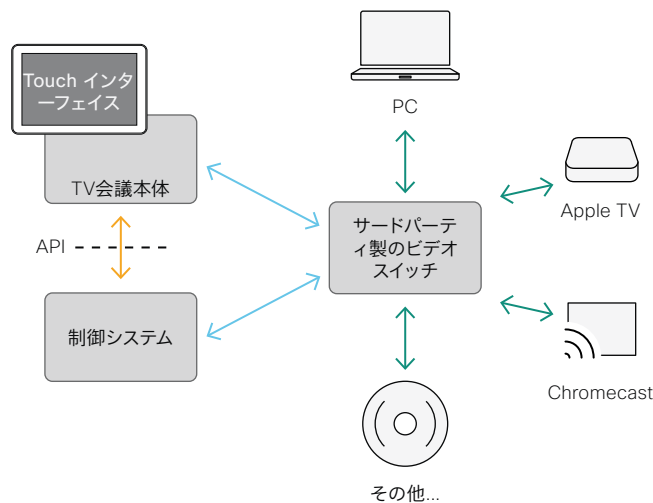 Touch インタ
ーフェイス
TV会議本体
API
制御システム
PC
サードパーテ
ィ製のビデオ
スイッチ
Apple TV
Chromecast
その他...